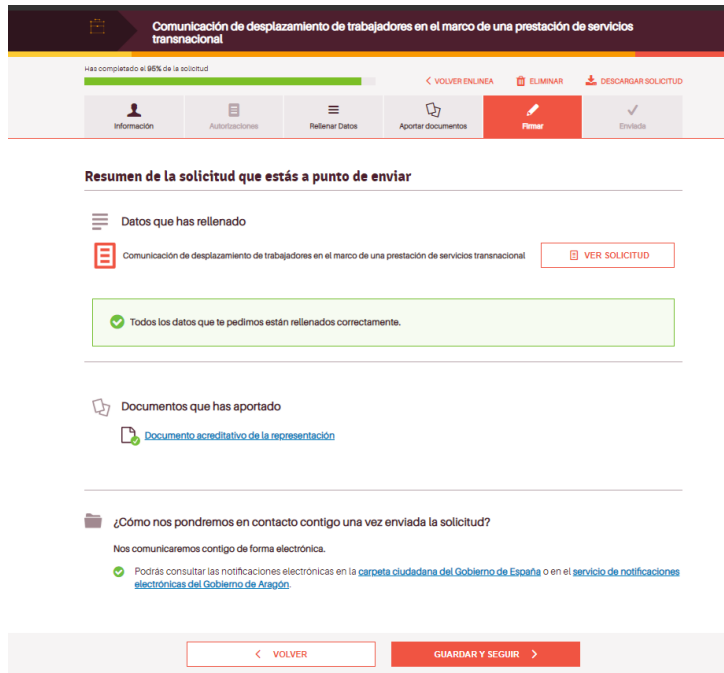 Comunicación de desplazamiento de trabajadores en el marco de una prestación de servicios
transnacional
Has completado el 95% de la solicitud
VOLVER ENLINEA
ELIMINAR
DESCARGAR SOLICITUD
Información
Autorizaciones
Rellenar Datos
Aportar documentos
Firmar
Enviada
Resumen de la solicitud que estás a punto de enviar
Datos que has rellenado
Comunicación de desplazamiento de trabajadores en el marco de una prestación de servicios transnacional
VER SOLICITUD
Todos los datos que te pedimos están rellenados correctamente.
Documentos que has aportado
Documento acreditativo de la representación
¿Cómo nos pondremos en contacto contigo una vez enviada la solicitud?
Nos comunicaremos contigo de forma electrónica.
Podrás consultar las notificaciones electrónicas en la carpeta ciudadana del Gobierno de España o en el servicio de notificaciones
electrónicas del Gobierno de Aragón.
VOLVER
GUARDAR Y SEGUIR